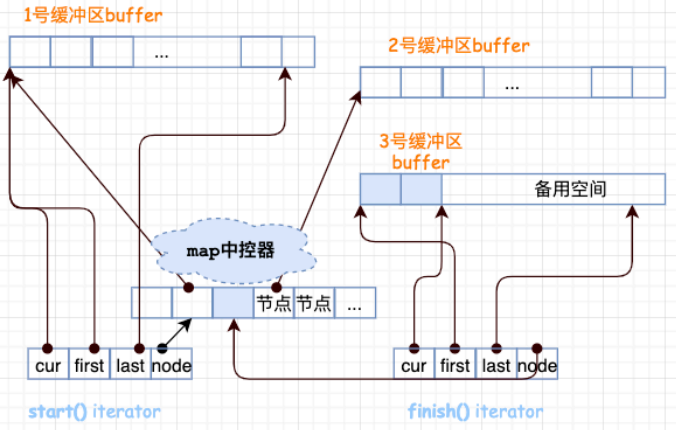 1号缓冲区buffer
2号缓冲区buffer
...
...
3号缓冲区
buffer
备用空间
map中控器
节点 节点 ...
cur first last node
cur first last node
start() iterator
finish() iterator